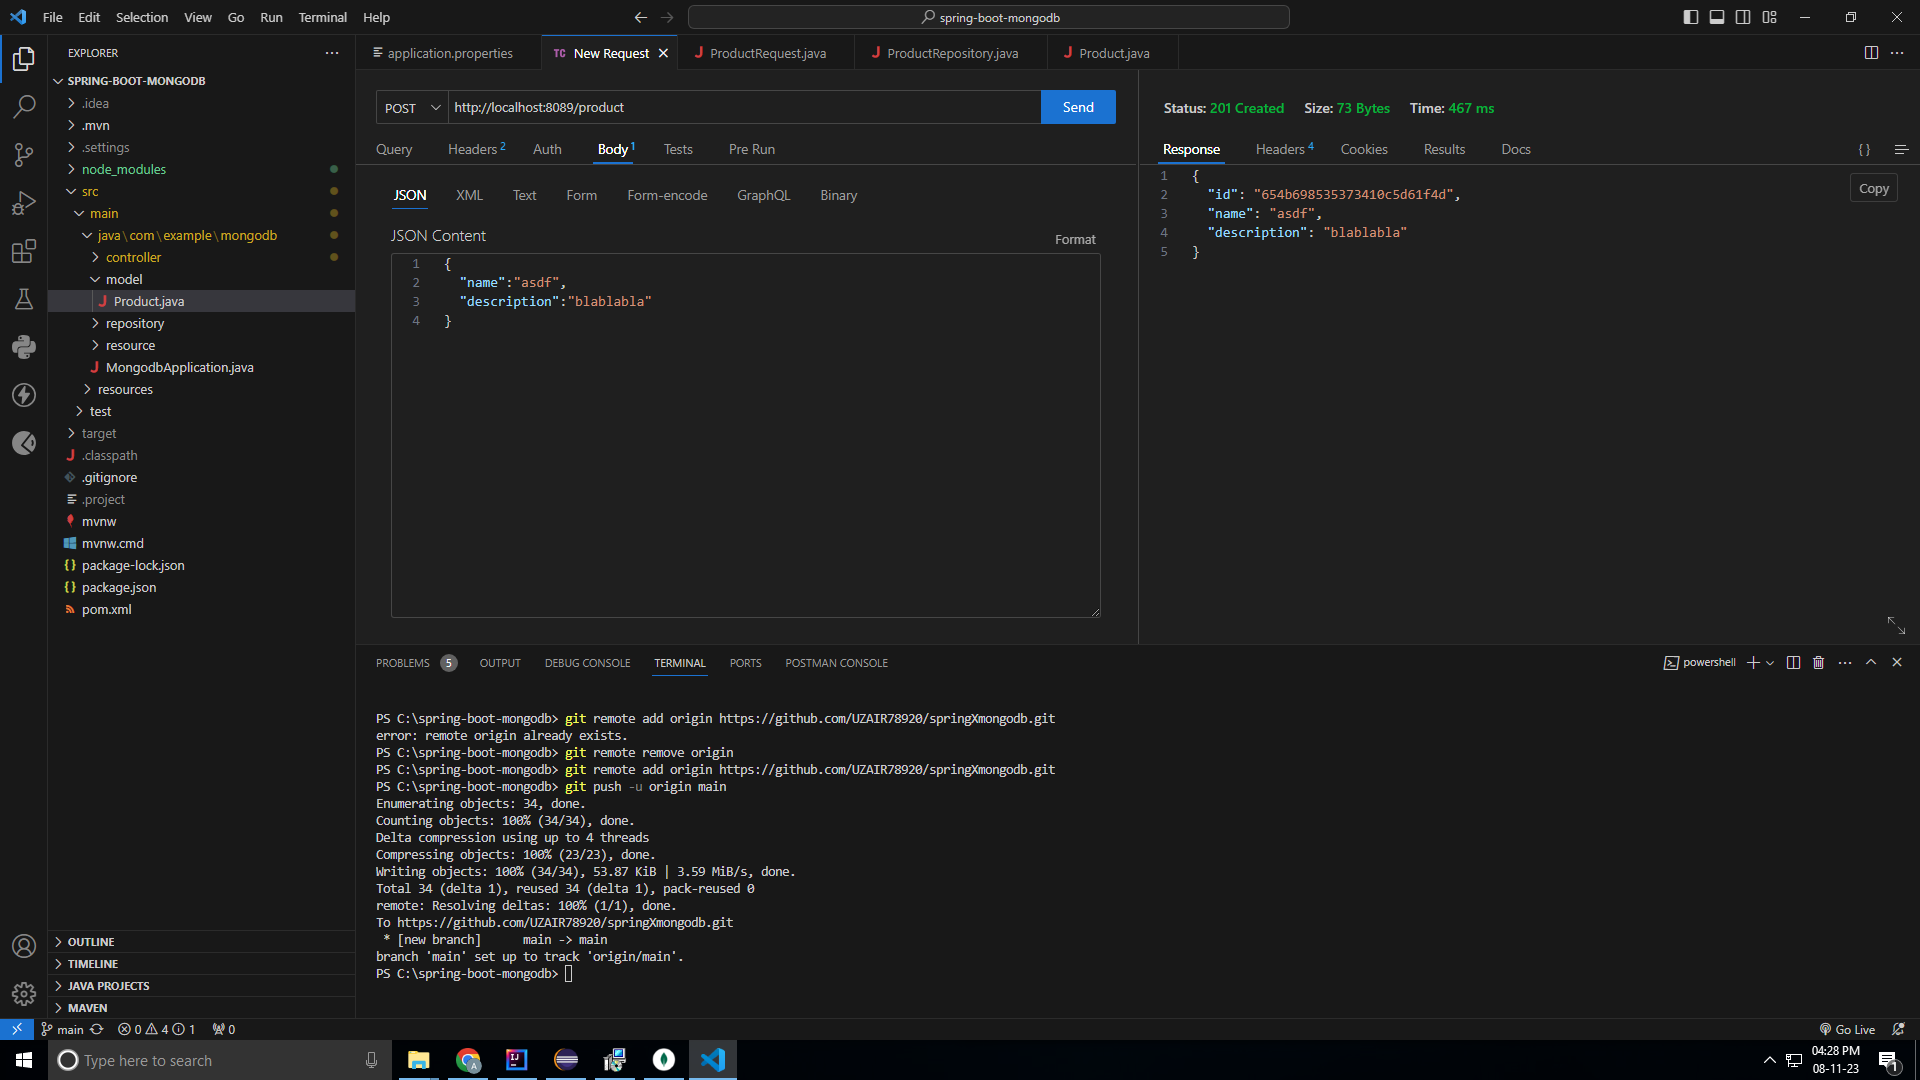 File Edit Selection View Go Run Terminal Help
spring-boot-mongodb
EXPLORER
SPRING-BOOT-MONGODB
.idea
.mvn
.settings
node_modules
src
main
java\com\example\mongodb
controller
model
Product.java
repository
resource
MongodbApplication.java
resources
test
target
.classpath
.gitignore
.project
mvnw
mvnw.cmd
package-lock.json
package.json
pom.xml
OUTLINE
TIMELINE
JAVA PROJECTS
MAVEN
application.properties
TC New Request
ProductRequest.java
ProductRepository.java
Product.java
POST http://localhost:8089/product Send
Query Headers 2 Auth Body 1 Tests Pre Run
JSON XML Text Form Form-encode GraphQL Binary
JSON Content
Format
1 {
2 "name":"asdf",
3 "description":"blablabla"
4 }
Status: 201 Created Size: 73 Bytes Time: 467 ms
Response Headers 4 Cookies Results Docs { }
Copy
1 {
2 "id": "654b698535373410c5d61f4d",
3 "name": "asdf",
4 "description": "blablabla"
5 }
PROBLEMS 5 OUTPUT DEBUG CONSOLE TERMINAL PORTS POSTMAN CONSOLE
powershell
PS C:\spring-boot-mongodb> git remote add origin https://github.com/UZAIR78920/springXmongodb.git
error: remote origin already exists.
PS C:\spring-boot-mongodb> git remote remove origin
PS C:\spring-boot-mongodb> git remote add origin https://github.com/UZAIR78920/springXmongodb.git
PS C:\spring-boot-mongodb> git push -u origin main
Enumerating objects: 34, done.
Counting objects: 100% (34/34), done.
Delta compression using up to 4 threads
Compressing objects: 100% (23/23), done.
Writing objects: 100% (34/34), 53.87 KiB | 3.59 MiB/s, done.
Total 34 (delta 1), reused 34 (delta 1), pack-reused 0
remote: Resolving deltas: 100% (1/1), done.
To https://github.com/UZAIR78920/springXmongodb.git
* [new branch] main -> main
branch 'main' set up to track 'origin/main'.
PS C:\spring-boot-mongodb>
main 0 4 1 0
Go Live
Type here to search
04:28 PM
08-11-23
1